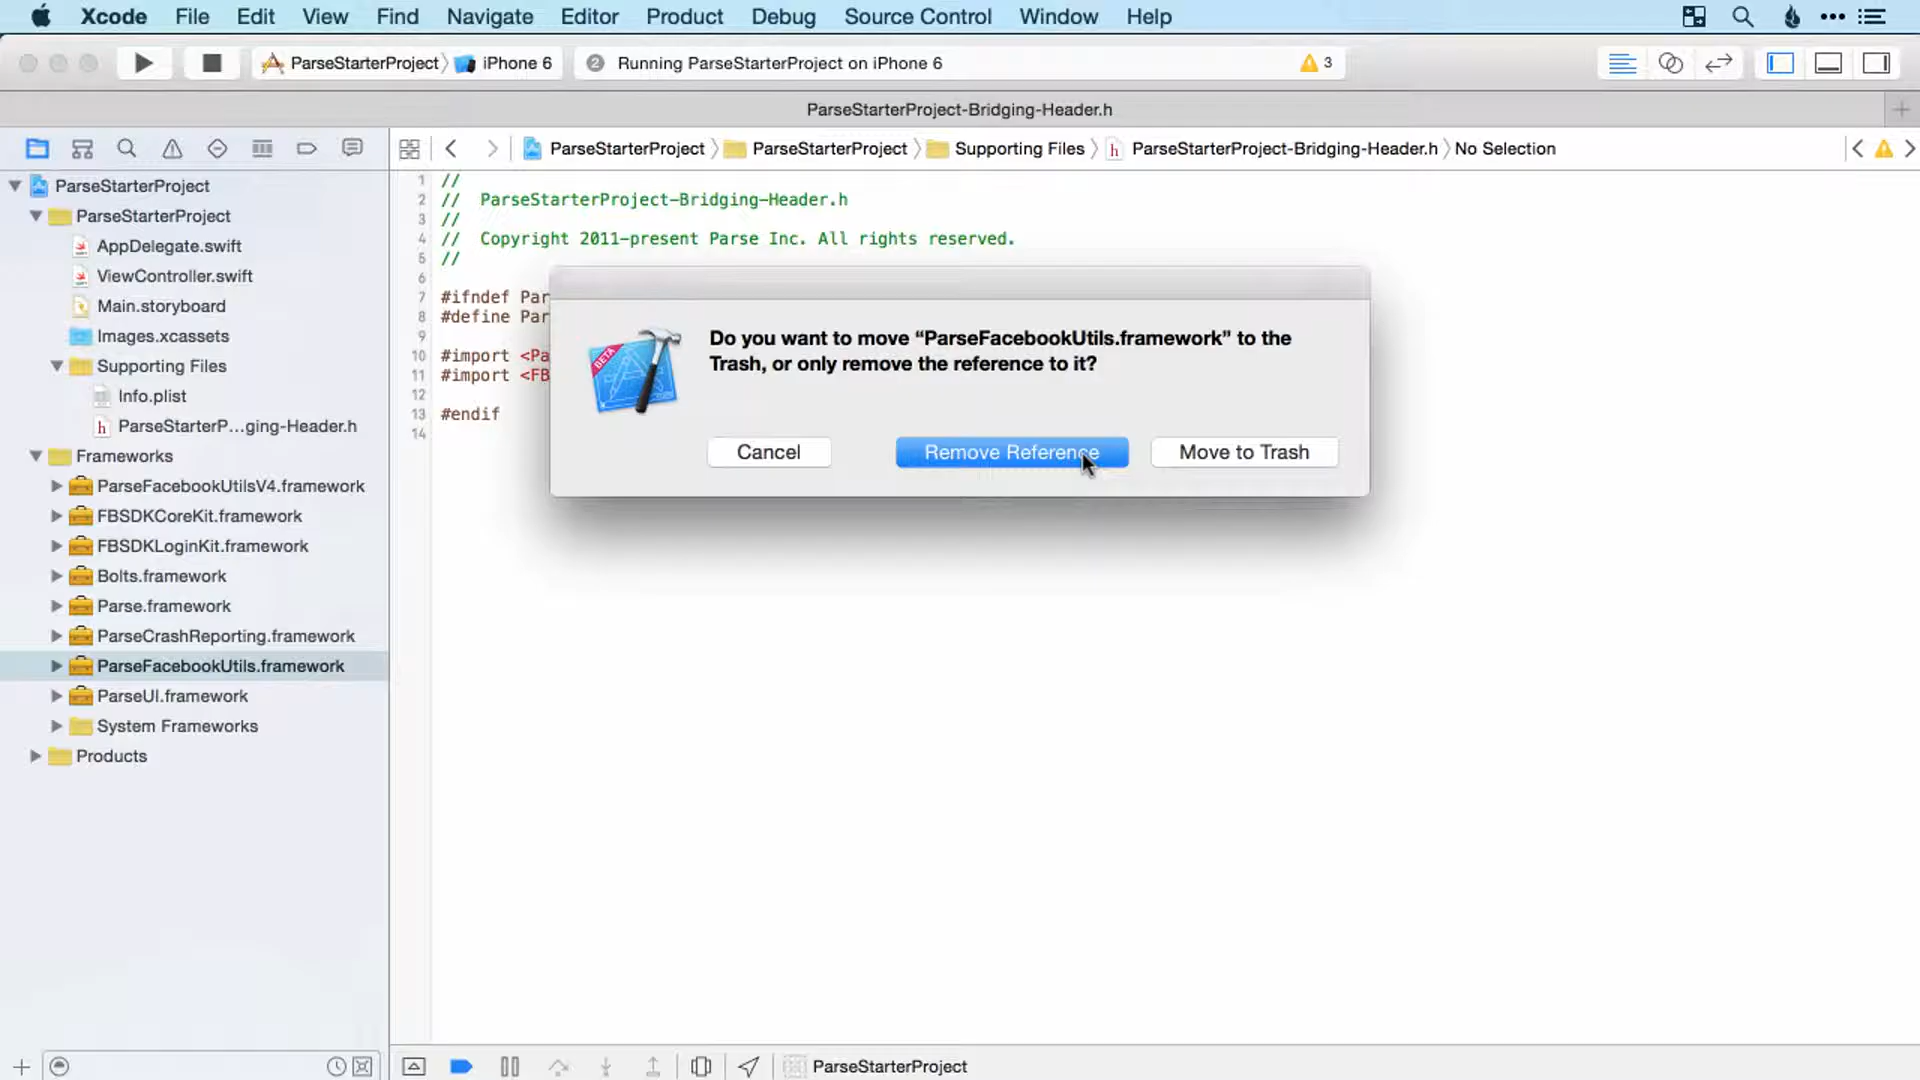 Xcode File Edit View Find Navigate Editor Product Debug Source Control Window Help
ParseStarterProject iPhone 6 2 Running ParseStarterProject on iPhone 6 3
ParseStarterProject-Bridging-Header.h
ParseStarterProject ParseStarterProject Supporting Files h ParseStarterProject-Bridging-Header.h No Selection
ParseStarterProject
ParseStarterProject
AppDelegate.swift
ViewController.swift
Main.storyboard
Images.xcassets
Supporting Files
Info.plist
h ParseStarterP...ging-Header.h
Frameworks
ParseFacebookUtilsV4.framework
FBSDKCoreKit.framework
FBSDKLoginKit.framework
Bolts.framework
Parse.framework
ParseCrashReporting.framework
ParseFacebookUtils.framework
ParseUI.framework
System Frameworks
Products
1 //
2 // ParseStarterProject-Bridging-Header.h
3 //
4 // Copyright 2011-present Parse Inc. All rights reserved.
5 //
6
7 #ifndef Par
8 #define Par
9
10 #import <Pa
11 #import <FB
12
13 #endif
14
BETA
Do you want to move “ParseFacebookUtils.framework” to the
Trash, or only remove the reference to it?
Cancel Remove Reference Move to Trash
ParseStarterProject